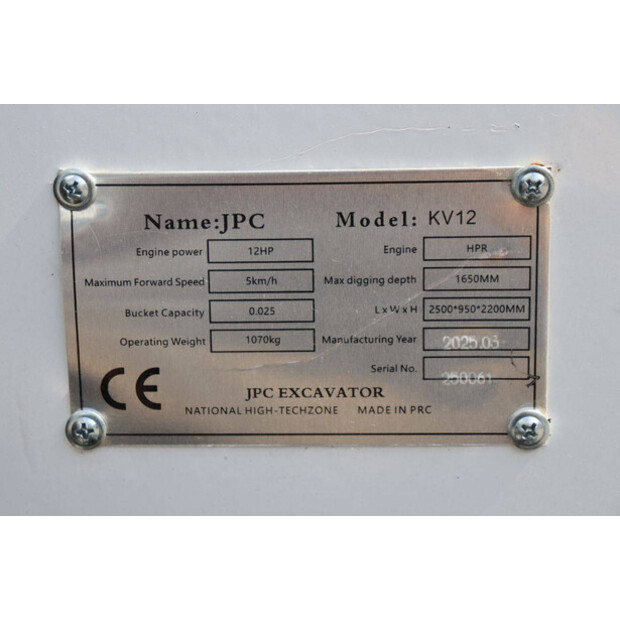 Name:JPC Model: KV12
Engine power 12HP Engine HPR
Maximum Forward Speed 5km/h Max digging depth 1650MM
Bucket Capacity 0.025 LxWxH 2500*950*2200MM
Operating Weight 1070kg Manufacturing Year 2025.03
Serial No. 250061
CE JPC EXCAVATOR
NATIONAL HIGH-TECHZONE MADE IN PRC